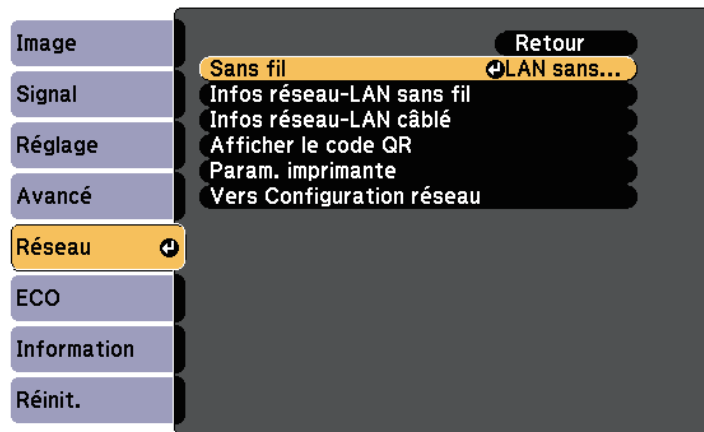 Image
Signal
Réglage
Avancé
Réseau
ECO
Information
Réinit.
Retour
Sans fil LAN sans...
Infos réseau-LAN sans fil
Infos réseau-LAN câblé
Afficher le code QR
Param. imprimante
Vers Configuration réseau